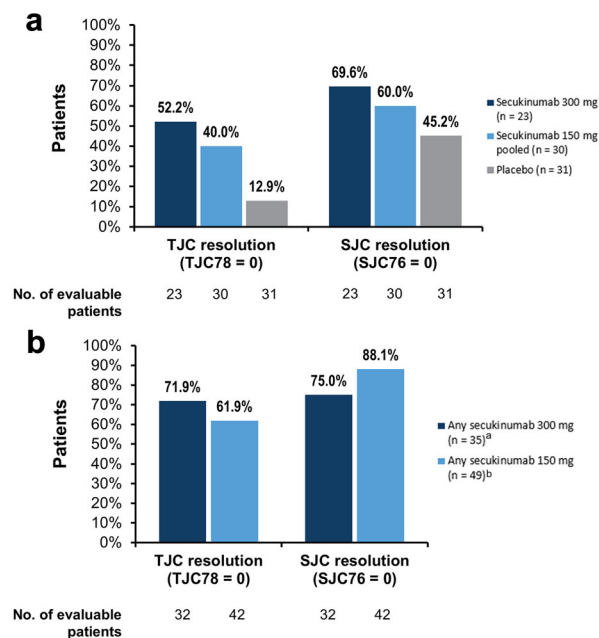 a
Patients
100%
90%
80%
70%
60%
50%
40%
30%
20%
10%
0%
52.2%
40.0%
12.9%
69.6%
60.0%
45.2%
Secukinumab 300 mg
(n = 23)
Secukinumab 150 mg
pooled (n = 30)
Placebo (n = 31)
TJC resolution
(TJC78 = 0)
SJC resolution
(SJC76 = 0)
No. of evaluable
patients
23 30 31 23 30 31
b
Patients
100%
90%
80%
70%
60%
50%
40%
30%
20%
10%
0%
71.9%
61.9%
75.0%
88.1%
Any secukinumab 300 mg
(n = 35)a
Any secukinumab 150 mg
(n = 49)b
TJC resolution
(TJC78 = 0)
SJC resolution
(SJC76 = 0)
No. of evaluable
patients
32 42 32 42